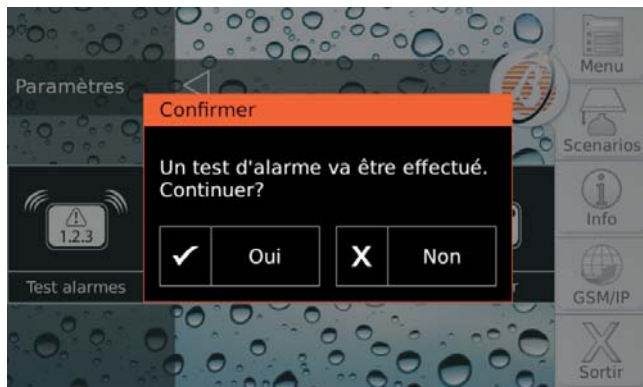 Menu
Paramètres
Confirmer
Scenarios
Un test d'alarme va être effectué.
Continuer?
Info
1.2.3
Oui
X
Non
Test alarmes
GSM/IP
Sortir